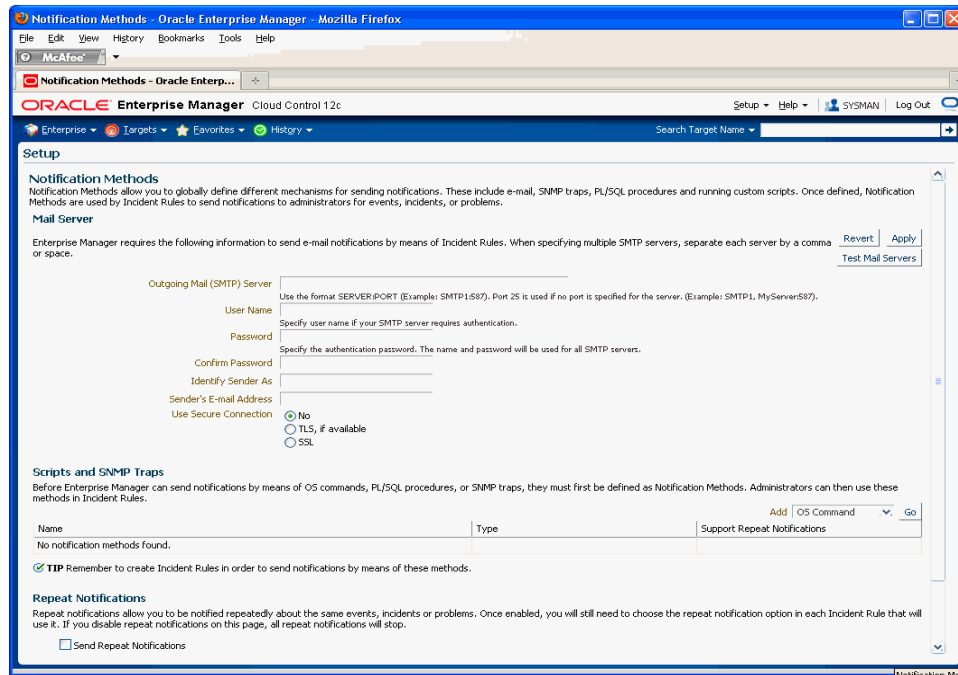 Notification Methods - Oracle Enterprise Manager - Mozilla Firefox
File Edit View History Bookmarks Tools Help
McAfee
Notification Methods - Oracle Enterp...
ORACLE Enterprise Manager Cloud Control 12c
Setup Help SYSMAN Log Out
Enterprise Targets Favorites History Search Target Name
Setup
Notification Methods
Notification Methods allow you to globally define different mechanisms for sending notifications. These include e-mail, SNMP traps, PL/SQL procedures and running custom scripts. Once defined, Notification
Methods are used by Incident Rules to send notifications to administrators for events, incidents, or problems.
Mail Server
Enterprise Manager requires the following information to send e-mail notifications by means of Incident Rules. When specifying multiple SMTP servers, separate each server by a comma
or space.
Revert Apply
Test Mail Servers
Outgoing Mail (SMTP) Server
Use the format SERVER:PORT (Example: SMTP1:587). Port 25 is used if no port is specified for the server. (Example: SMTP1, MyServer:587).
User Name
Specify user name if your SMTP server requires authentication.
Password
Specify the authentication password. The name and password will be used for all SMTP servers.
Confirm Password
Identify Sender As
Sender's E-mail Address
Use Secure Connection No
TLS, if available
SSL
Scripts and SNMP Traps
Before Enterprise Manager can send notifications by means of OS commands, PL/SQL procedures, or SNMP traps, they must first be defined as Notification Methods. Administrators can then use these
methods in Incident Rules.
Add OS Command Go
Name Type Support Repeat Notifications
No notification methods found.
TIP Remember to create Incident Rules in order to send notifications by means of these methods.
Repeat Notifications
Repeat notifications allow you to be notified repeatedly about the same events, incidents or problems. Once enabled, you will still need to choose the repeat notification option in each Incident Rule that will
use it. If you disable repeat notifications on this page, all repeat notifications will stop.
Send Repeat Notifications